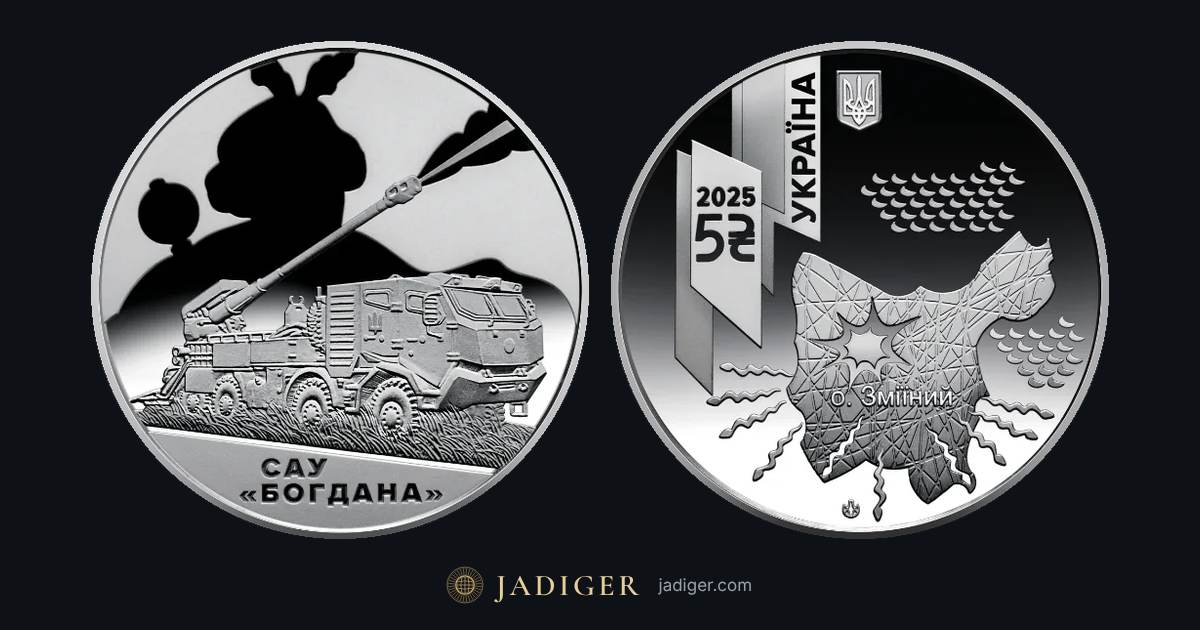 САУ
«БОГДАНА»
УКРАЇНА
2025
5₴
о. Зміїний
JADIGER jadiger.com